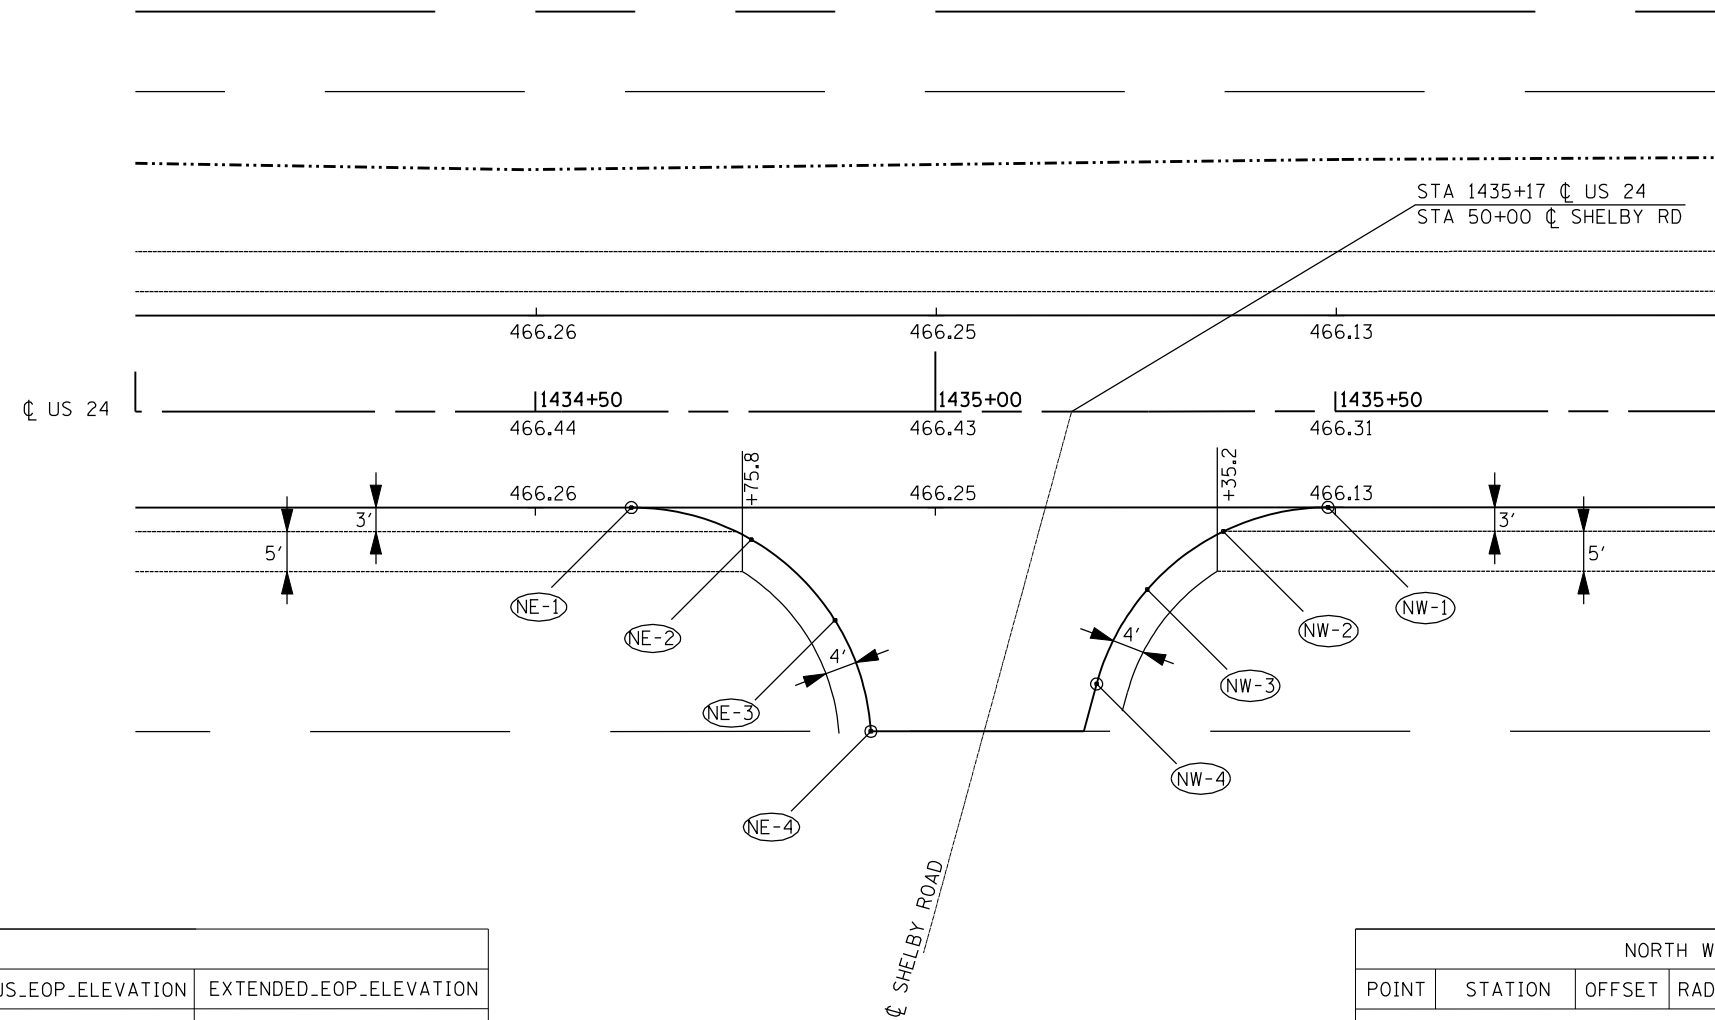 STA 1435+17 ℄ US 24
STA 50+00 ℄ SHELBY RD
466.26
466.25
466.13
℄ US 24
1434+50
1435+00
1435+50
466.44
466.43
466.31
+75.8
+35.2
466.26
466.25
466.13
3'
3'
5'
5'
NE-1
NW-1
NE-2
NW-2
4'
4'
NE-3
NW-3
NW-4
NE-4
℄ SHELBY ROAD
NORTH W
US_EOP_ELEVATION
EXTENDED_EOP_ELEVATION
POINT
STATION
OFFSET
RAD